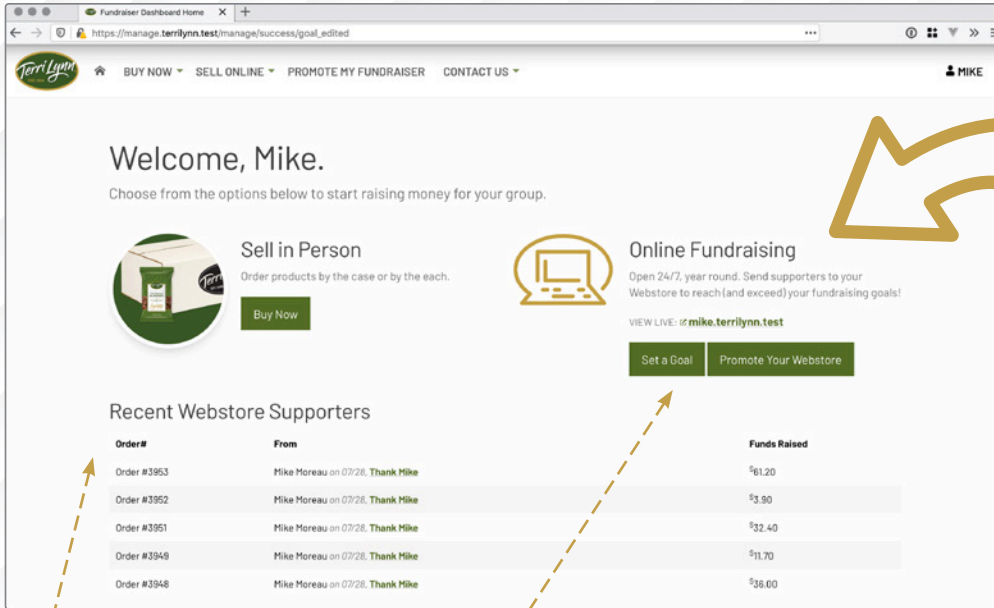 Fundraiser Dashboard Home
https://manage.terrilynn.test/manage/success/goal_edited
Terri Lynn
BUY NOW SELL ONLINE PROMOTE MY FUNDRAISER CONTACT US MIKE
Welcome, Mike.
Choose from the options below to start raising money for your group.
Sell in Person
Order products by the case or by the each.
Buy Now
Online Fundraising
Open 24/7, year round. Send supporters to your
Webstore to reach (and exceed) your fundraising goals!
VIEW LIVE: mike.terrilynn.test
Set a Goal Promote Your Webstore
Recent Webstore Supporters
Order# From Funds Raised
Order #3953 Mike Moreau on 07/28, Thank Mike $61.20
Order #3952 Mike Moreau on 07/28, Thank Mike $3.90
Order #3951 Mike Moreau on 07/28, Thank Mike $32.40
Order #3949 Mike Moreau on 07/28, Thank Mike $11.70
Order #3948 Mike Moreau on 07/28, Thank Mike $36.00